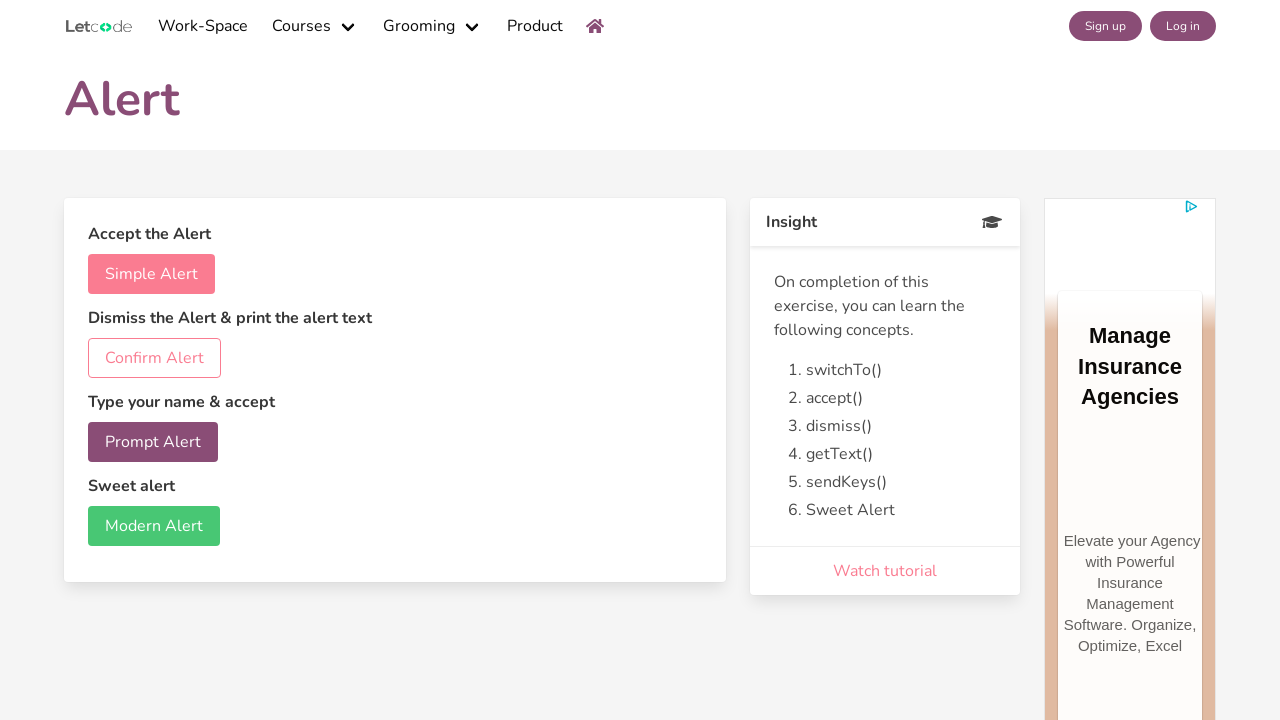 Letcode Work-Space Courses Grooming Product Sign up Log in
Alert
Accept the Alert
Simple Alert
Dismiss the Alert & print the alert text
Confirm Alert
Type your name & accept
Prompt Alert
Sweet alert
Modern Alert
Insight
On completion of this
exercise, you can learn the
following concepts.
1. switchTo()
2. accept()
3. dismiss()
4. getText()
5. sendKeys()
6. Sweet Alert
Watch tutorial
Manage
Insurance
Agencies
Elevate your Agency
with Powerful
Insurance
Management
Software. Organize,
Optimize, Excel